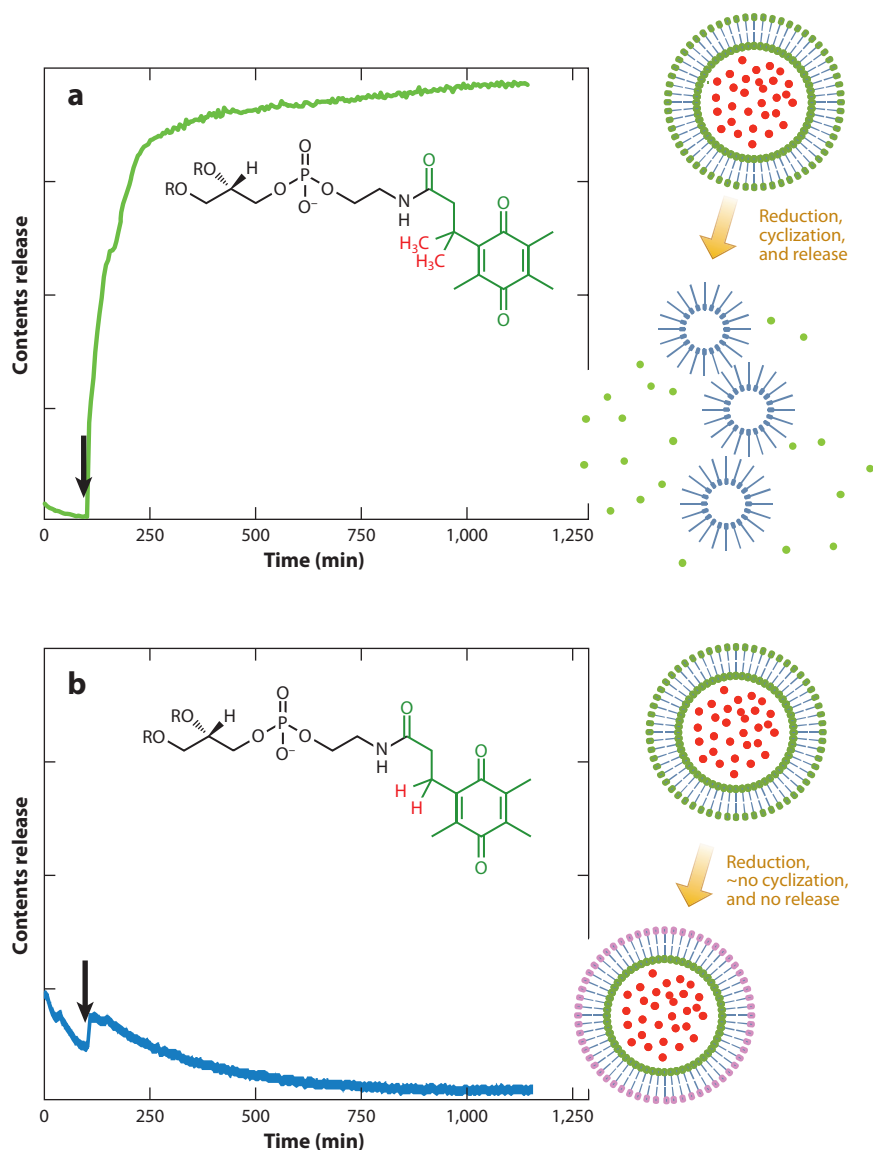 a
Contents release
O
H
RO
RO
O
P
O
O⁻
N
H
O
O
H₃C
H₃C
O
0
250
500
750
1,000
1,250
Time (min)
Reduction,
cyclization,
and release
b
Contents release
O
H
RO
RO
O
P
O
O⁻
N
H
O
O
H
H
O
0
250
500
750
1,000
1,250
Time (min)
Reduction,
~no cyclization,
and no release